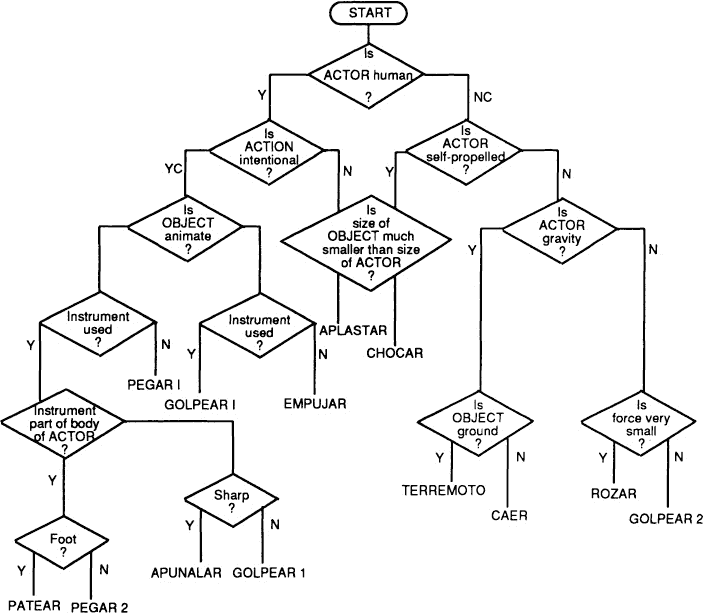 START
Is
ACTOR human
?
Y
NC
Is
ACTION
intentional
?
Is
ACTOR
self-propelled
?
YC
N
Y
N
Is
OBJECT
animate
?
Is
size of
OBJECT much
smaller than size
of ACTOR
?
Is
ACTOR
gravity
?
Y
N
Instrument
used
?
Instrument
used
?
APLASTAR
CHOCAR
Y
N
Y
N
PEGAR I
GOLPEAR I
EMPUJAR
Instrument
part of body
of ACTOR
?
Is
OBJECT
ground
?
Is
force very
small
?
Y
N
Y
N
Y
TERREMOTO
CAER
ROZAR
GOLPEAR 2
Sharp
?
Y
N
Foot
?
APUNALAR
GOLPEAR 1
Y
N
PATEAR
PEGAR 2